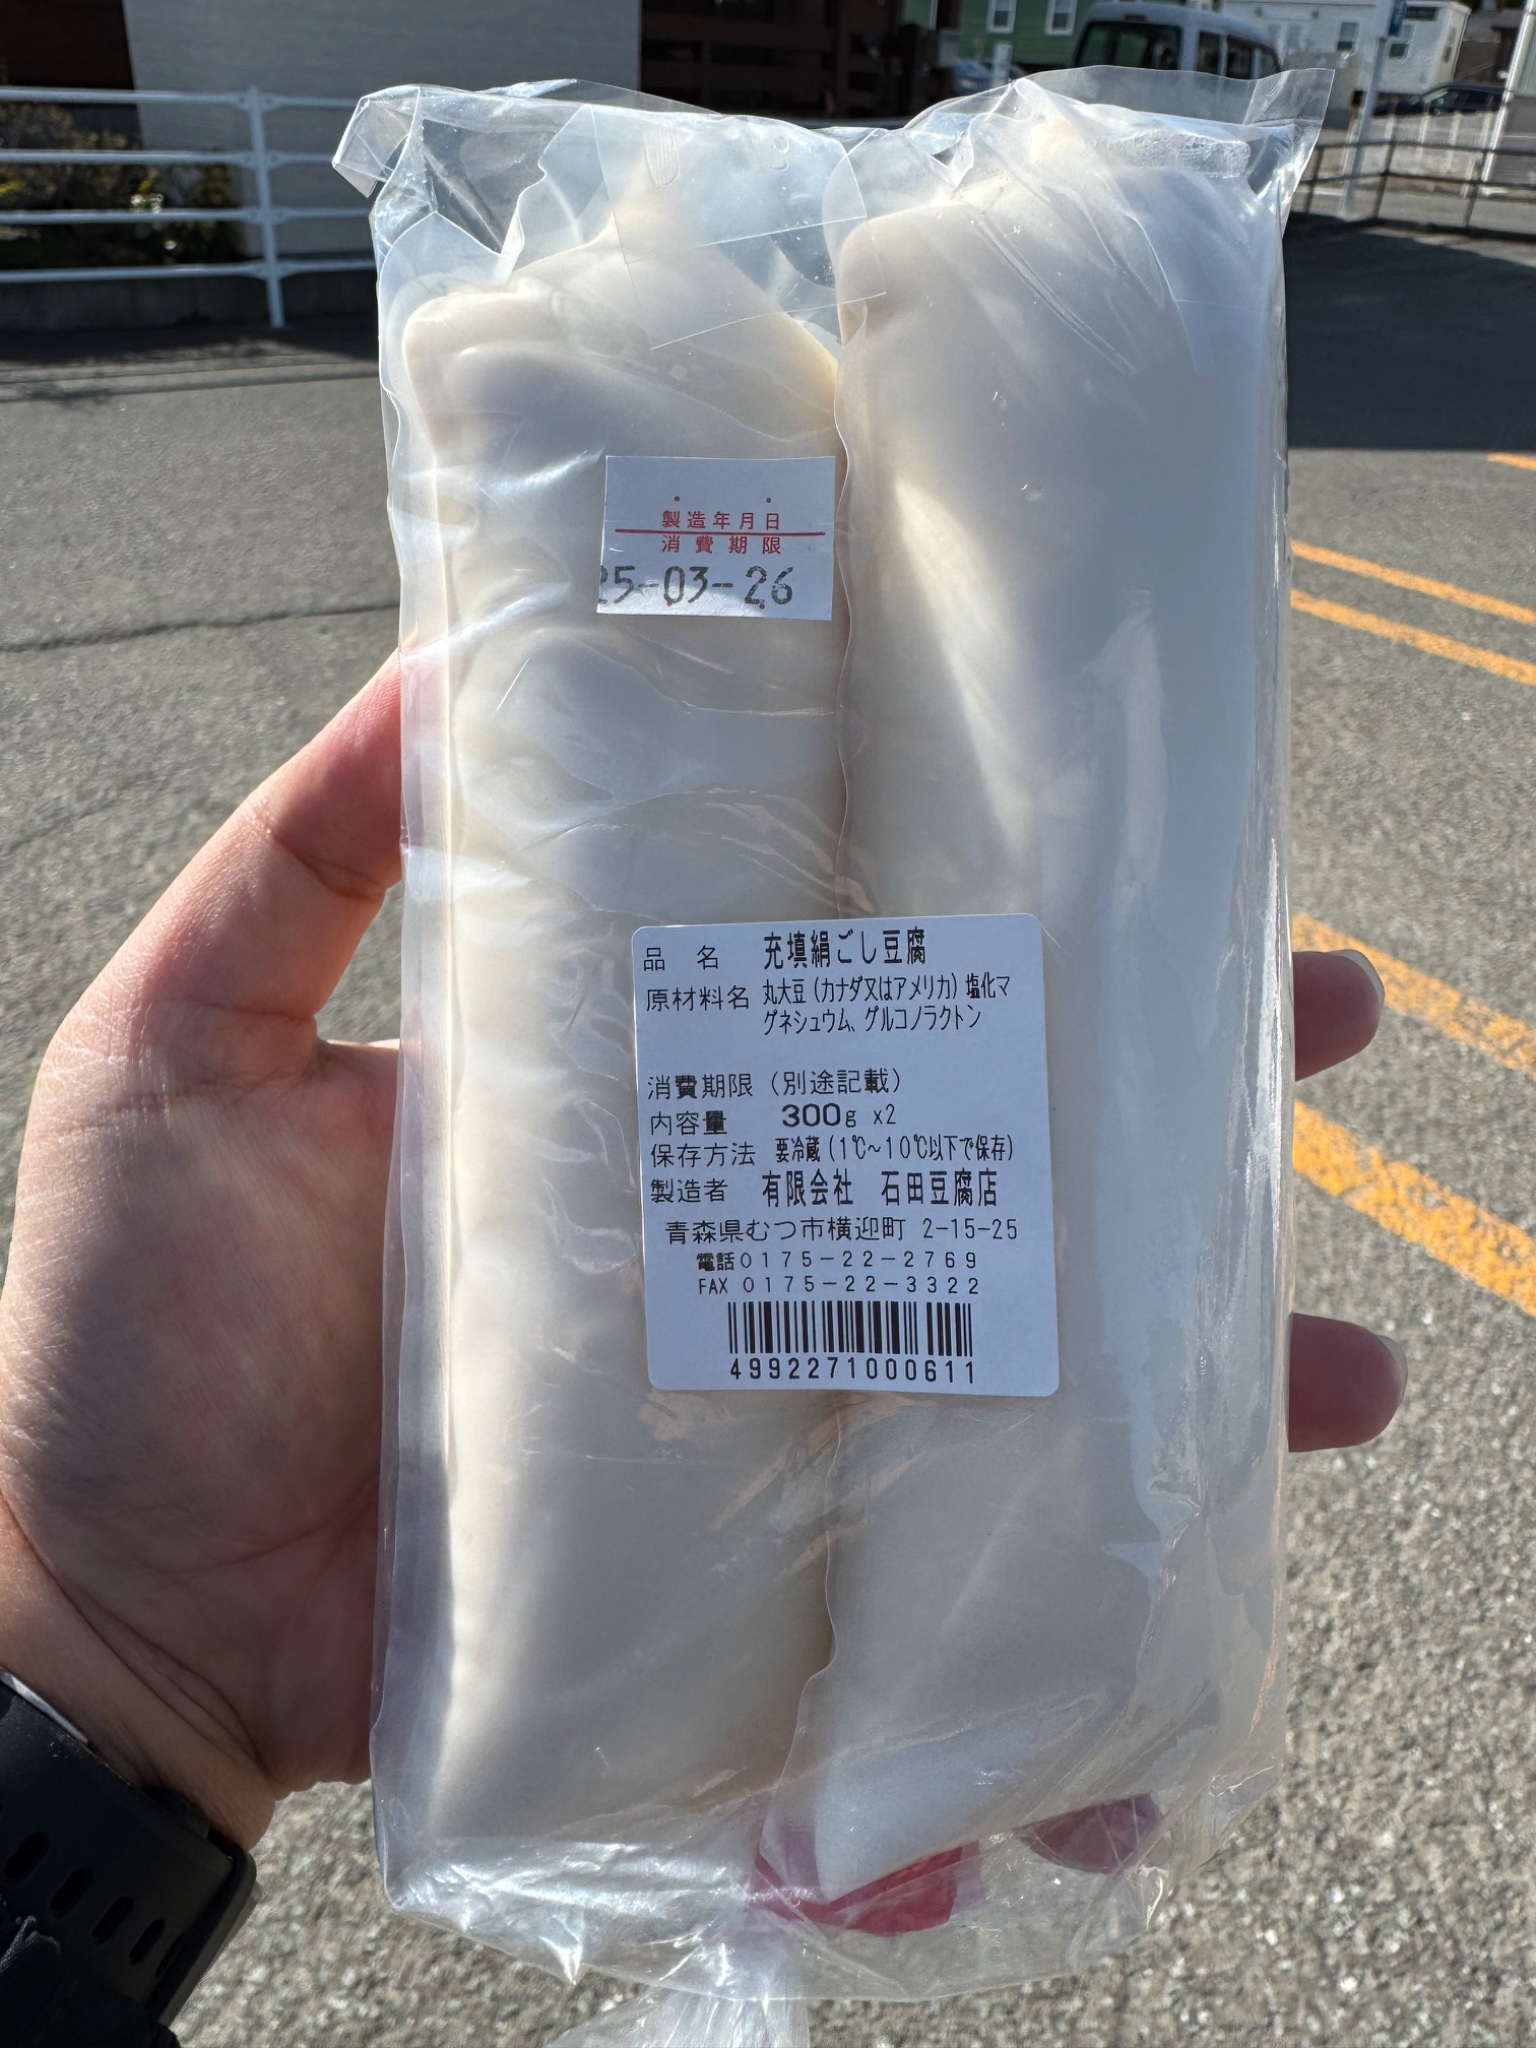 製造年月日
消費期限
25-03-26
品名 充填絹ごし豆腐
原材料名 丸大豆(カナダ又はアメリカ)塩化マ
グネシュウム、グルコノラクトン
消費期限(別途記載)
内容量 300g x2
保存方法 要冷蔵(1℃~10℃以下で保存)
製造者 有限会社 石田豆腐店
青森県むつ市横迎町 2-15-25
電話0175-22-2769
FAX 0175-22-3322
4992271000611